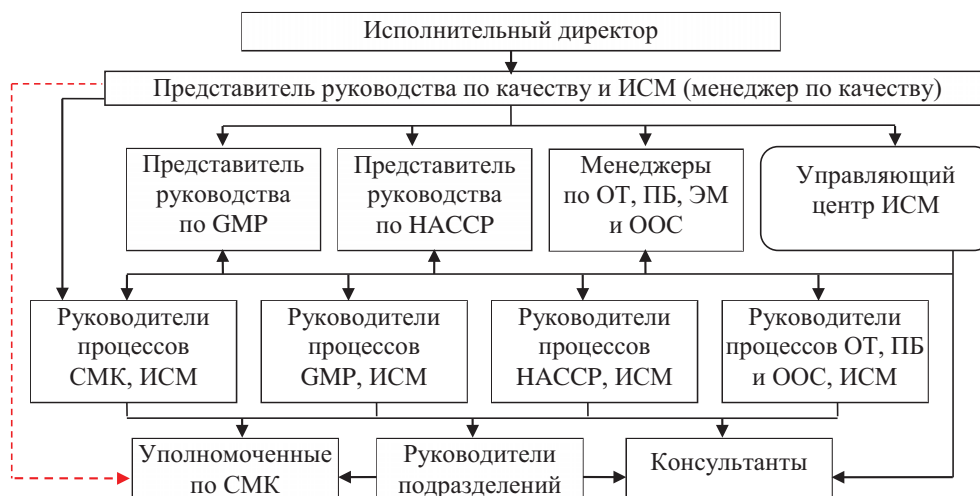 Исполнительный директор
Представитель руководства по качеству и ИСМ (менеджер по качеству)
Представитель
руководства
по GMP
Представитель
руководства
по HACCP
Менеджеры
по ОТ, ПБ, ЭМ
и ООС
Управляющий
центр ИСМ
Руководители
процессов
СМК, ИСМ
Руководители
процессов
GMP, ИСМ
Руководители
процессов
HACCP, ИСМ
Руководители
процессов ОТ, ПБ
и ООС, ИСМ
Уполномоченные
по СМК
Руководители
подразделений
Консультанты